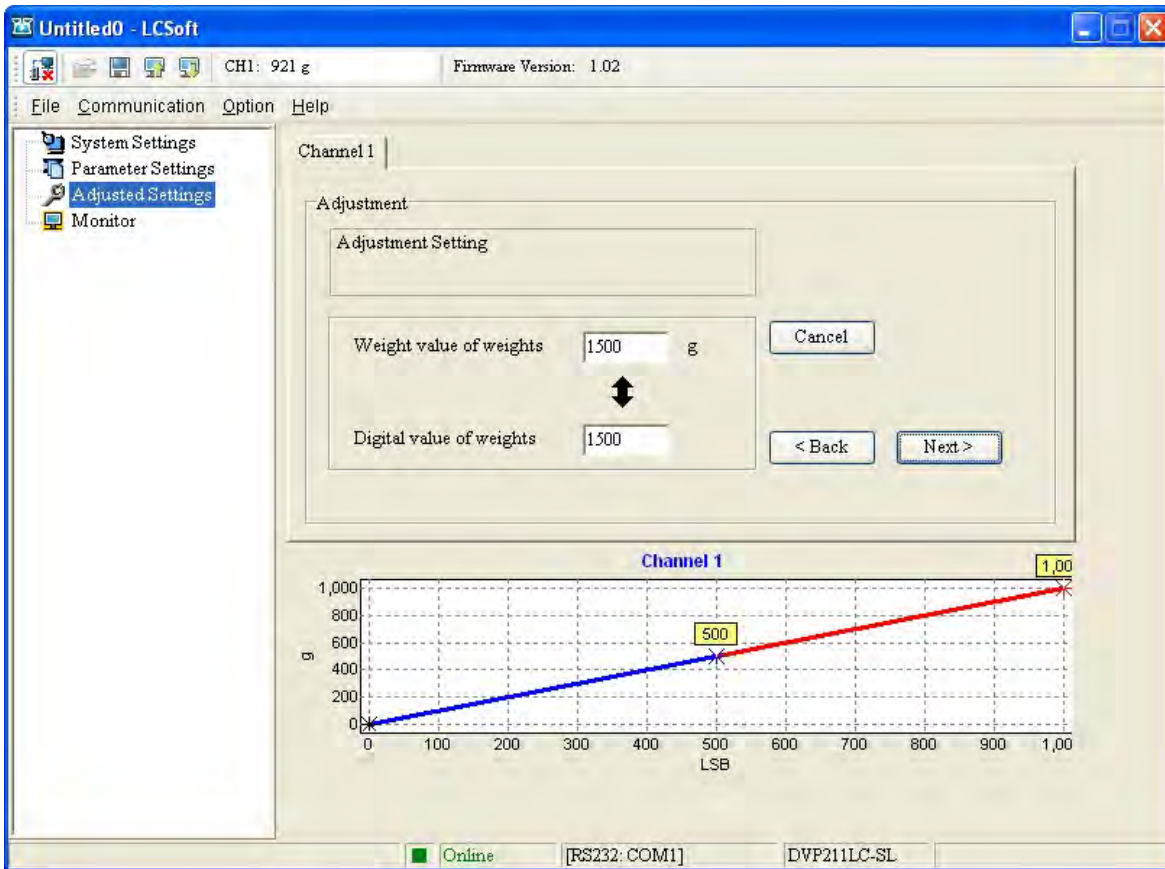 Untitled0 - LCSoft
CH1: 921 g
Firmware Version: 1.02
File Communication Option Help
System Settings
Parameter Settings
Adjusted Settings
Monitor
Channel 1
Adjustment
Adjustment Setting
Weight value of weights 1500 g
Cancel
Digital value of weights 1500
< Back Next >
Channel 1
1,00
1,000
800
500
600
g
400
200
0
0 100 200 300 400 500 600 700 800 900 1,00
LSB
Online [RS232: COM1] DVP211LC-SL